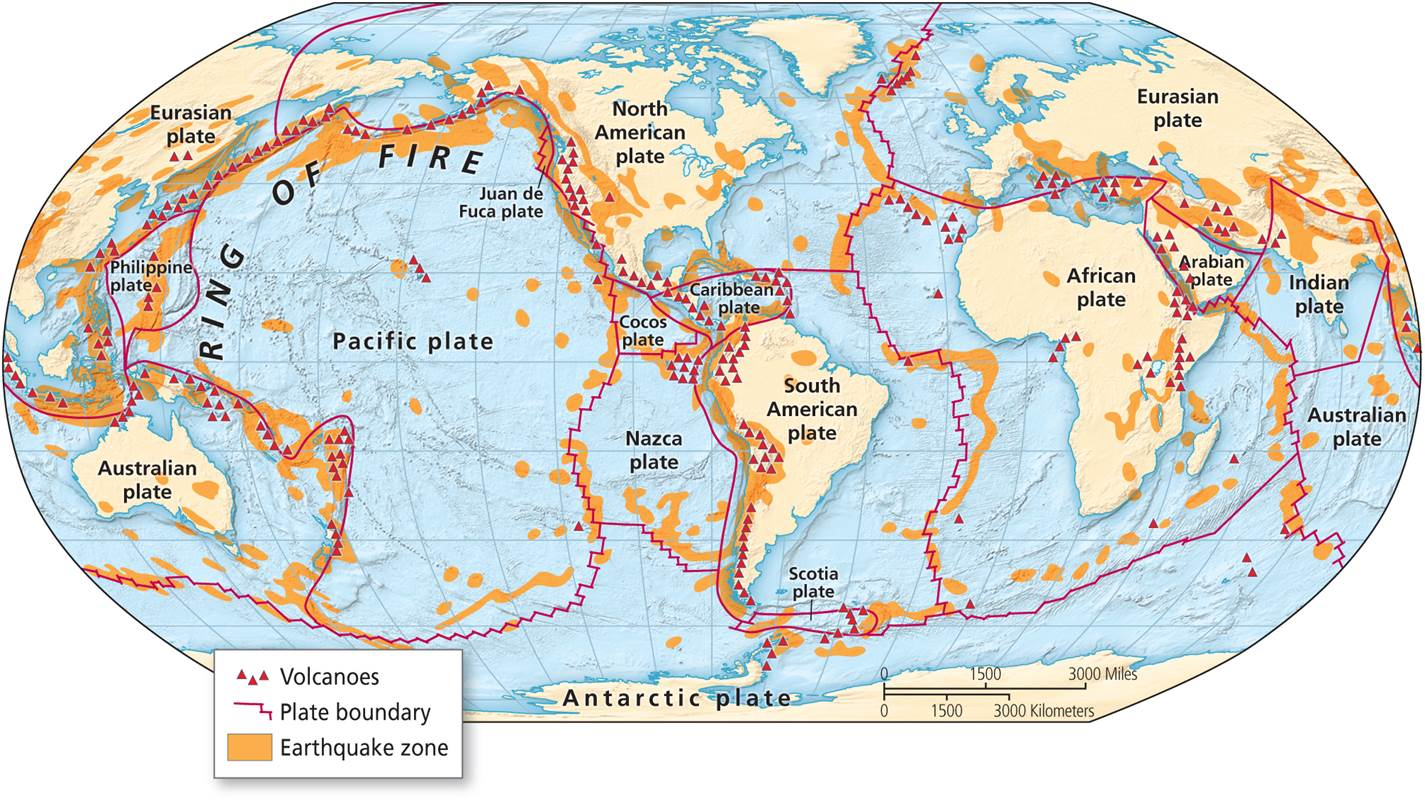 Eurasian
plate
North
American
plate
Eurasian
plate
RING OF FIRE
Juan de
Fuca plate
Philippine
plate
Pacific plate
Cocos
plate
Caribbean
plate
African
plate
Arabian
plate
Indian
plate
South
American
plate
Nazca
plate
Australian
plate
Australian
plate
Scotia
plate
Antarctic plate
0 1500 3000 Miles
0 1500 3000 Kilometers
Volcanoes
Plate boundary
Earthquake zone